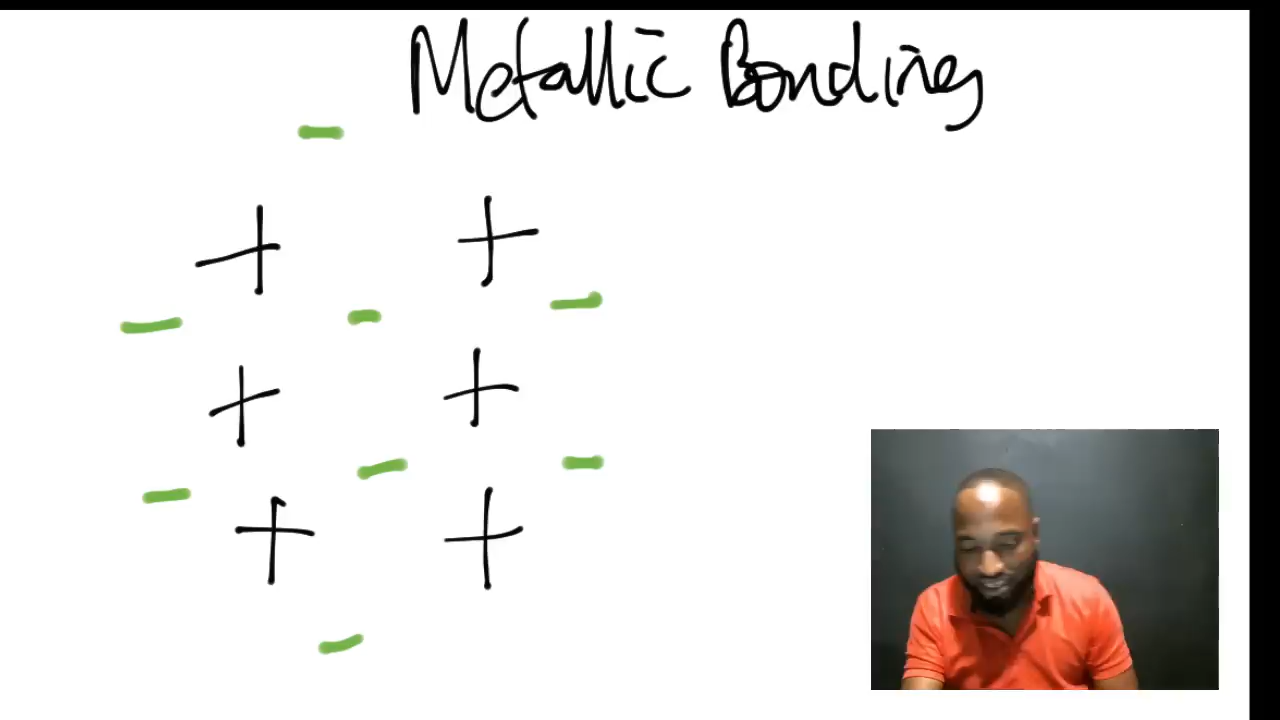 Metallic Bonding
-
+ +
- - -
+ +
- - -
+ +
-